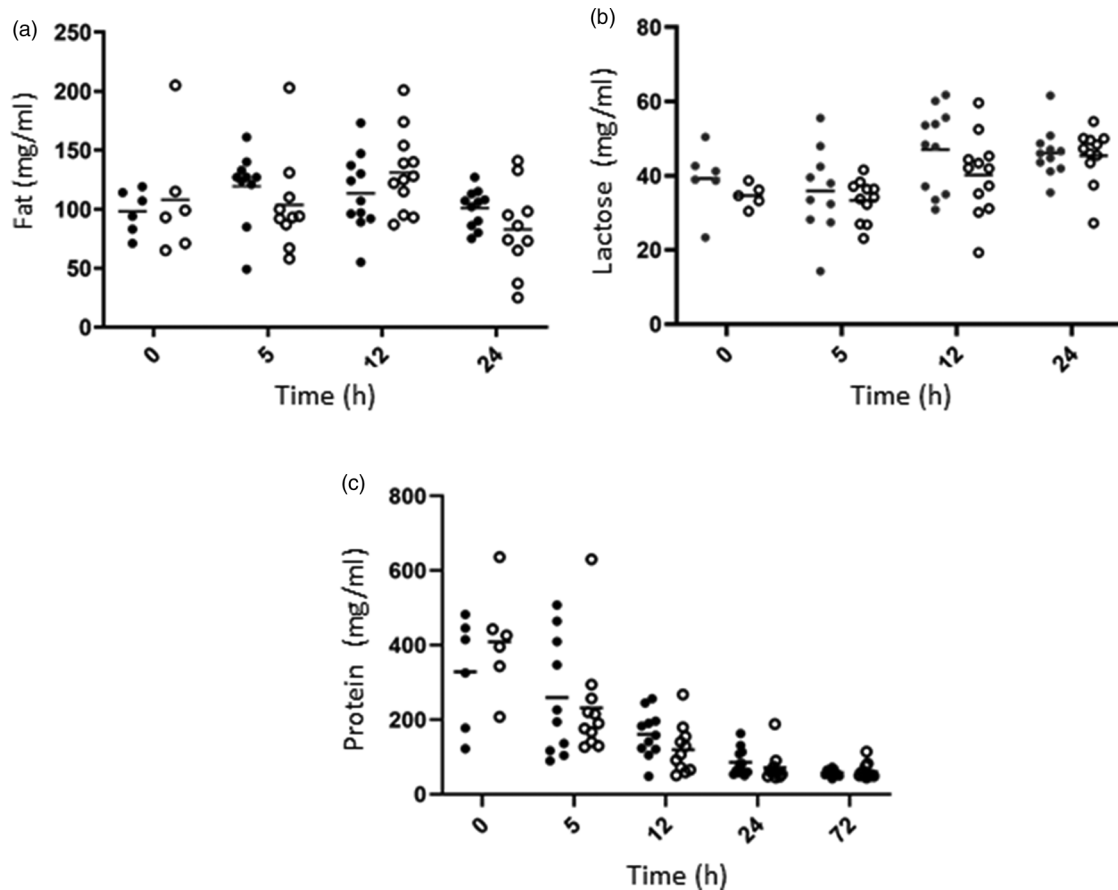 (a)
Fat (mg/ml)
250
200
150
100
50
0
0 5 12 24
Time (h)
(b)
Lactose (mg/ml)
80
60
40
20
0
0 5 12 24
Time (h)
(c)
Protein (mg/ml)
800
600
400
200
0
0 5 12 24 72
Time (h)